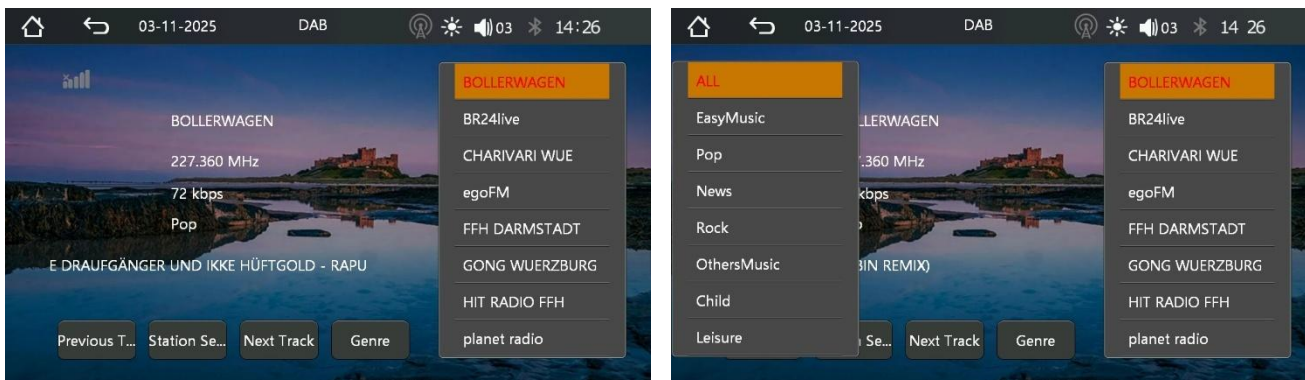 03-11-2025 DAB 03 14:26
BOLLERWAGEN
227.360 MHz
72 kbps
Pop
E DRAUFGÄNGER UND IKKE HÜFTGOLD - RAPU
Previous T... Station Se... Next Track Genre
BOLLERWAGEN
BR24live
CHARIVARI WUE
egoFM
FFH DARMSTADT
GONG WUERZBURG
HIT RADIO FFH
planet radio
03-11-2025 DAB 03 14 26
ALL
EasyMusic
Pop
News
Rock
OthersMusic
Child
Leisure
LERWAGEN
.360 MHz
kbps
BIN REMIX)
Se... Next Track Genre
BOLLERWAGEN
BR24live
CHARIVARI WUE
egoFM
FFH DARMSTADT
GONG WUERZBURG
HIT RADIO FFH
planet radio